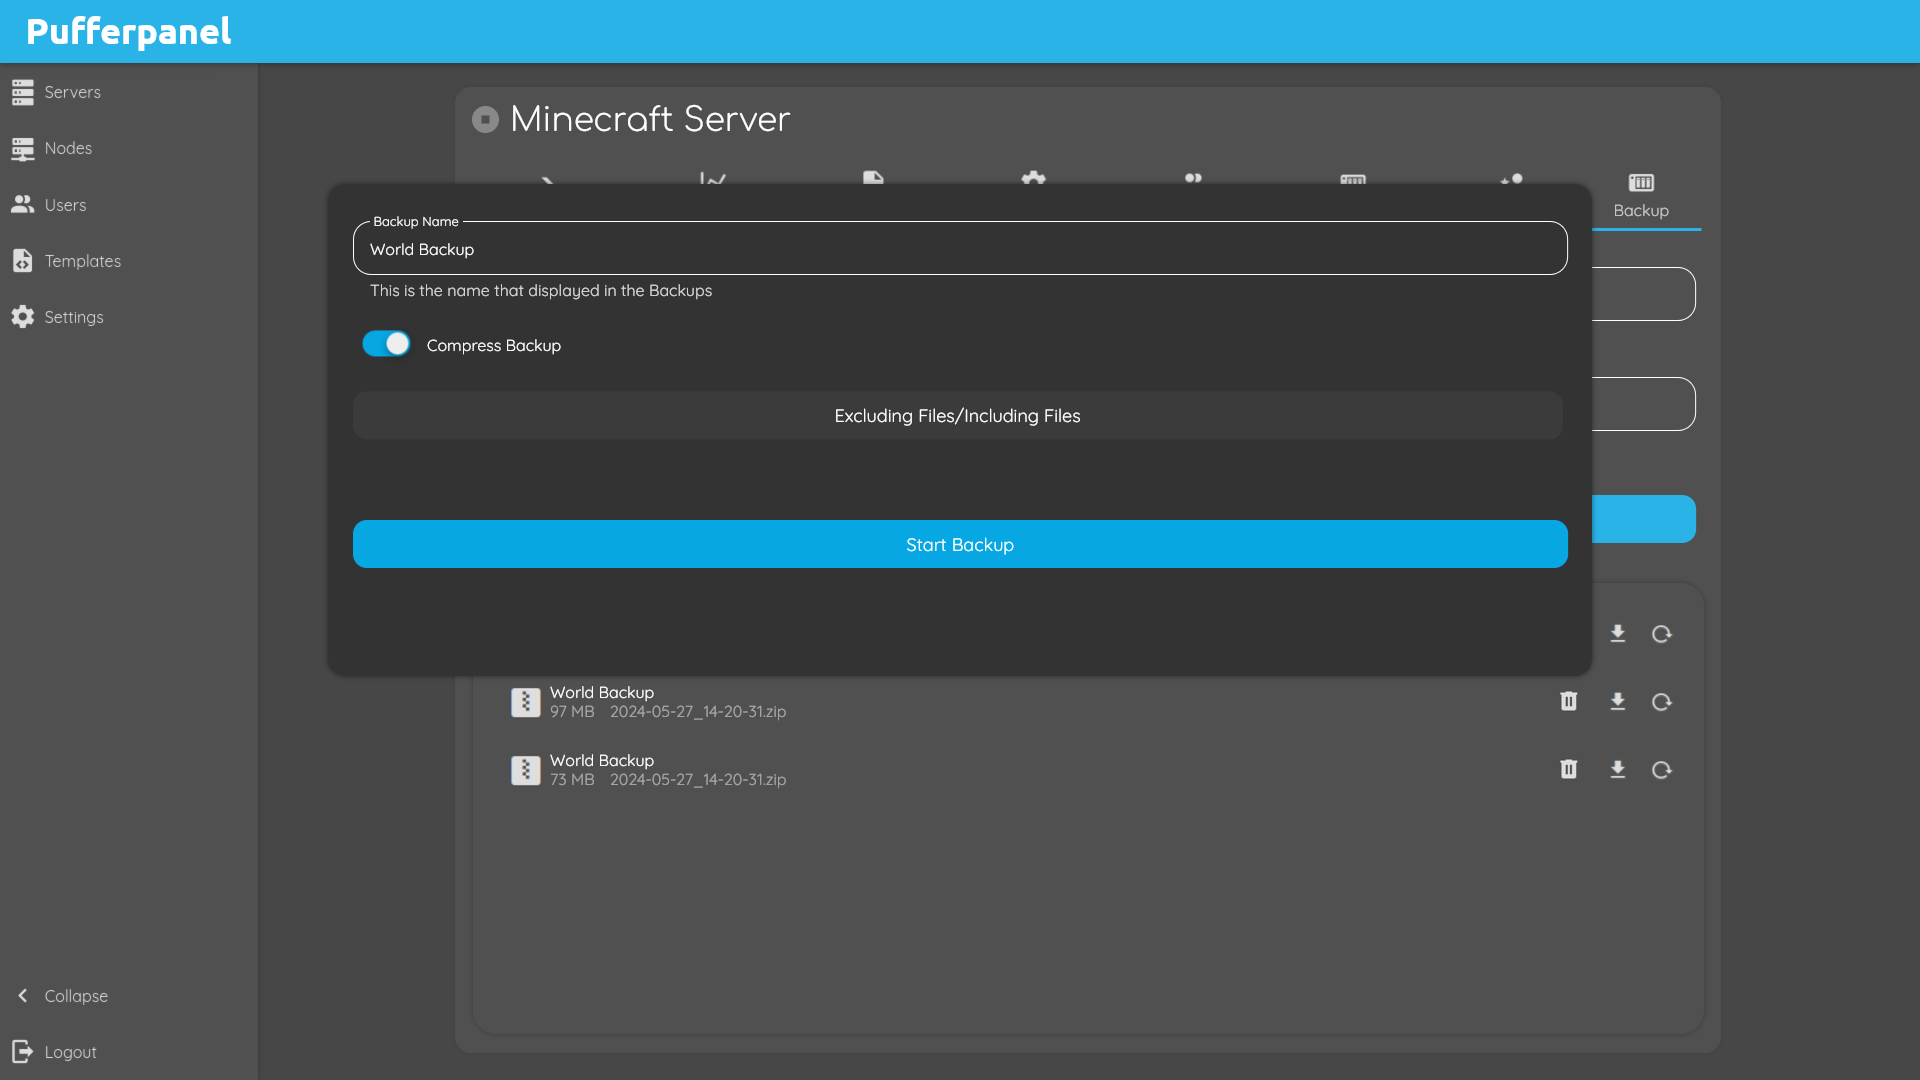 Pufferpanel
Servers
Nodes
Users
Templates
Settings
Collapse
Logout
Minecraft Server
Backup
Backup Name
World Backup
This is the name that displayed in the Backups
Compress Backup
Excluding Files/Including Files
Start Backup
World Backup
97 MB 2024-05-27_14-20-31.zip
World Backup
73 MB 2024-05-27_14-20-31.zip